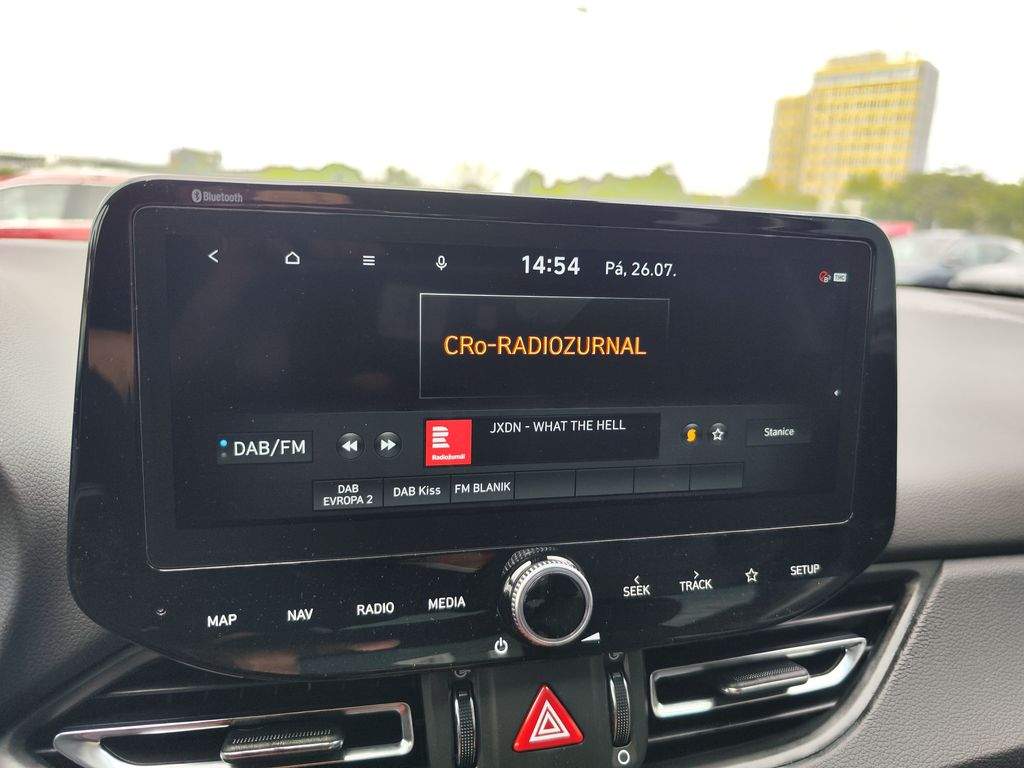 Bluetooth
14:54 Pá, 26.07.
TMC
CRo-RADIOZURNAL
DAB/FM
Radiožurnál
JXDN - WHAT THE HELL
Stanice
DAB
EVROPA 2
DAB Kiss
FM BLANIK
MAP
NAV
RADIO
MEDIA
SEEK
TRACK
SETUP